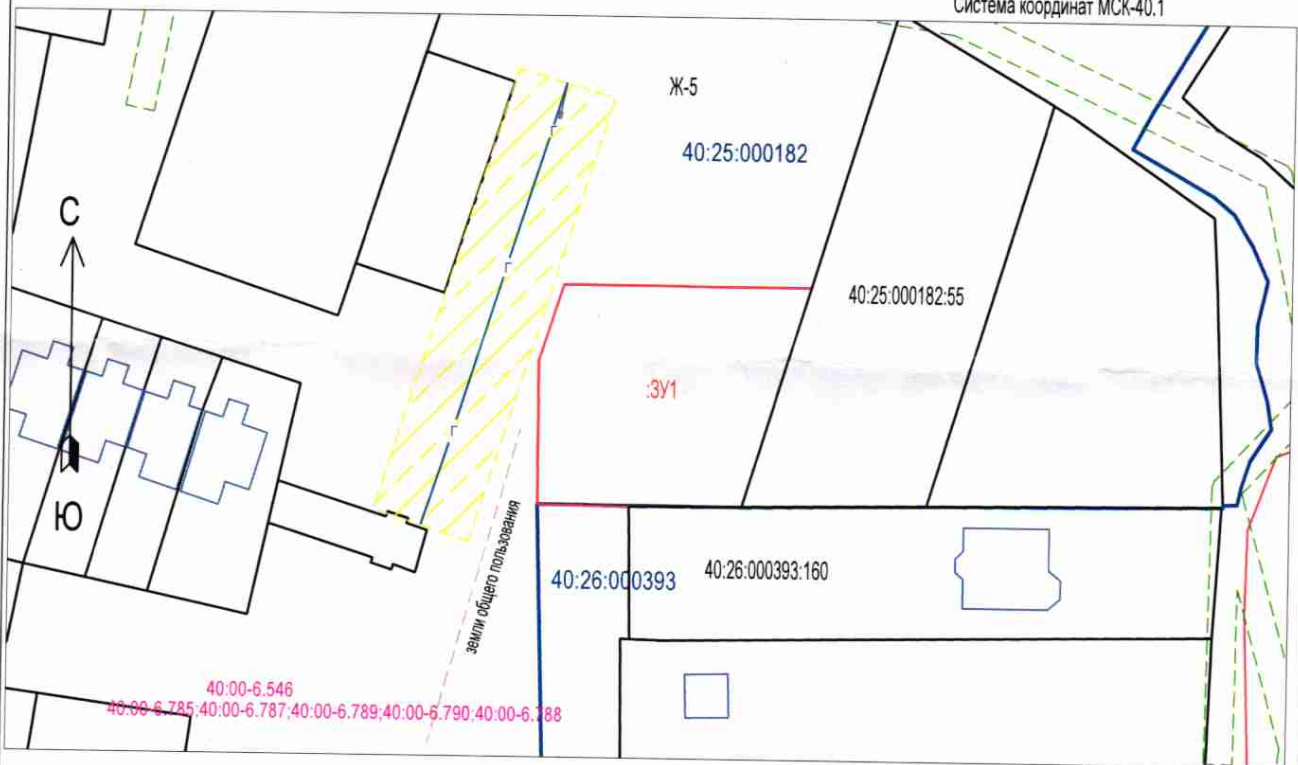 Система координат МСК-40.1
Ж-5
40:25:000182
С
Г
Г
40:25:000182:55
:ЗУ1
Г
Ю
земли общего пользования
40:26:000393
40:26:000393:160
40:00-6.546
40:00-6.785;40:00-6.787;40:00-6.789;40:00-6.790;40:00-6.788